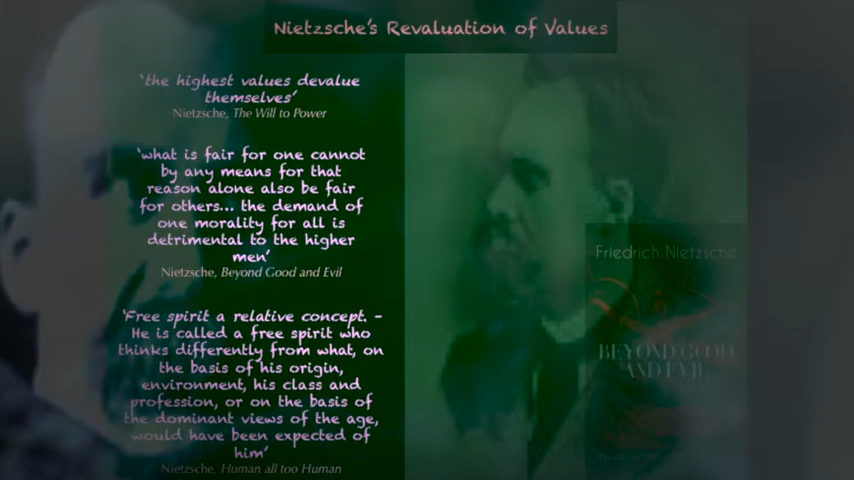 Nietzsche's Revaluation of Values
'the highest values devalue
themselves'
Nietzsche, The Will to Power
'what is fair for one cannot
by any means for that
reason alone also be fair
for others... the demand of
one morality for all is
detrimental to the higher
men'
Nietzsche, Beyond Good and Evil
'Free spirit a relative concept. –
He is called a free spirit who
thinks differently from what, on
the basis of his origin,
environment, his class and
profession, or on the basis of
the dominant views of the age,
would have been expected of
him'
Nietzsche, Human all too Human
Friedrich Nietzsche
BEYOND GOOD
AND EVIL